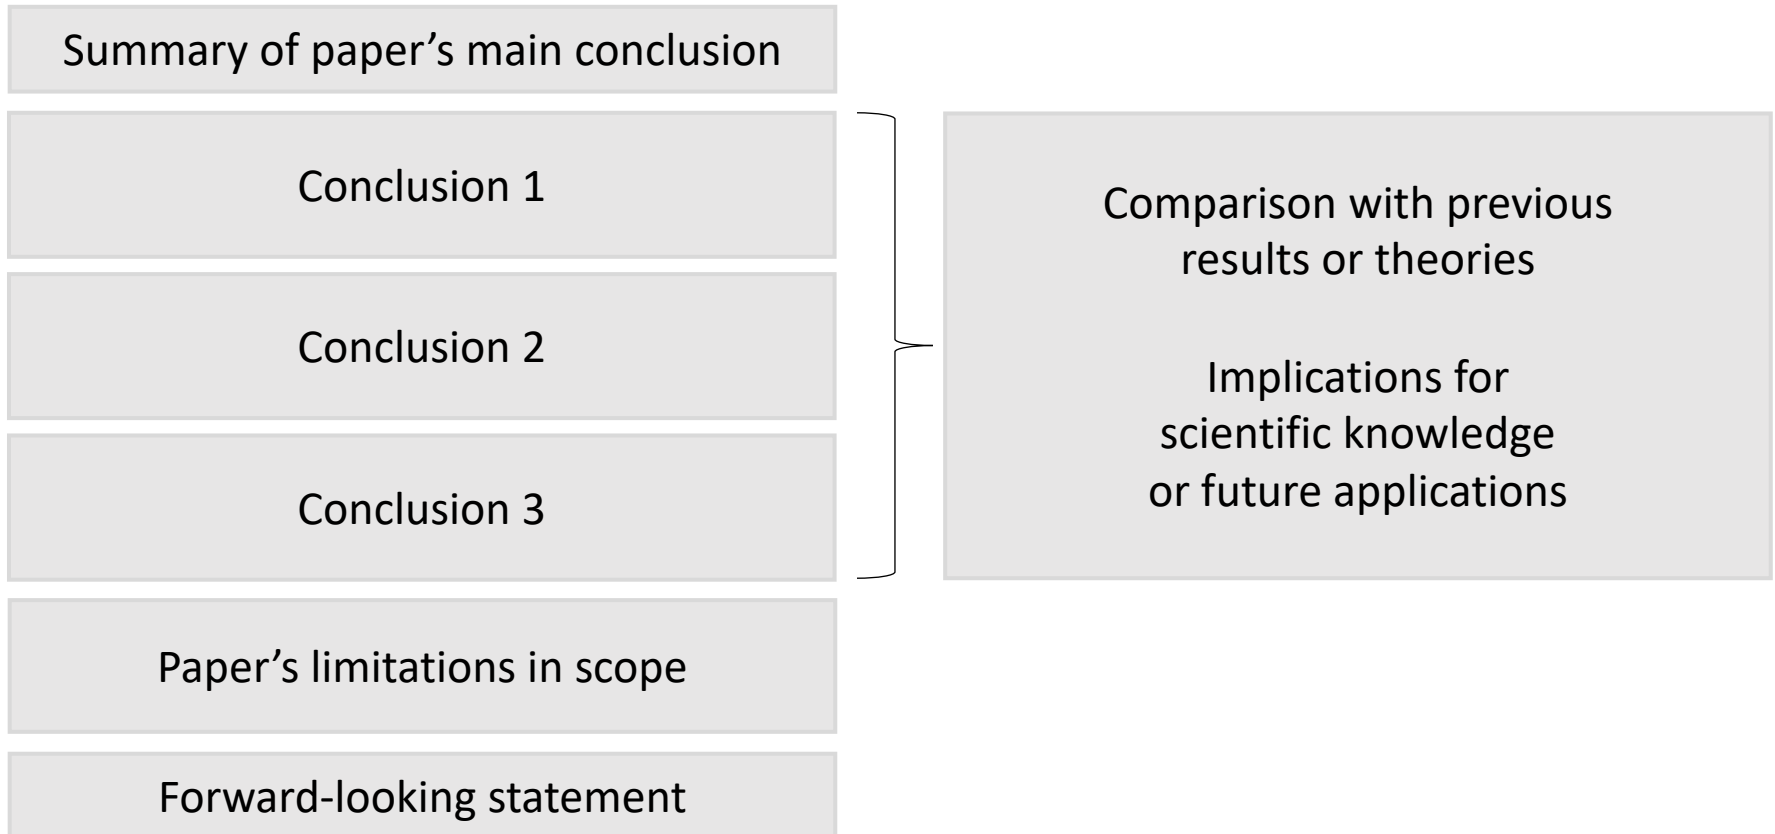 Summary of paper’s main conclusion
Conclusion 1
Conclusion 2
Conclusion 3
Comparison with previous
results or theories
Implications for
scientific knowledge
or future applications
Paper’s limitations in scope
Forward-looking statement